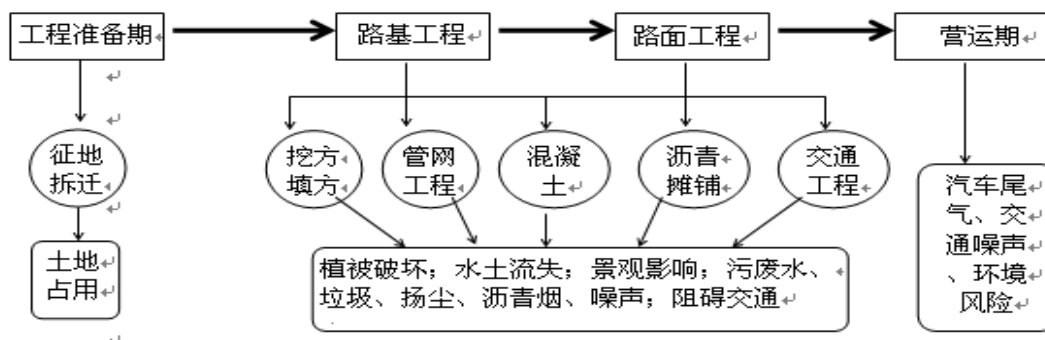 工程准备期
路基工程
路面工程
营运期
征地
拆迁
挖方
填方
管网
工程
混凝
土
沥青
摊铺
交通
工程
土地
占用
植被破坏；水土流失；景观影响；污废水、
垃圾、扬尘、沥青烟、噪声；阻碍交通
汽车尾
气、交
通噪声
、环境
风险